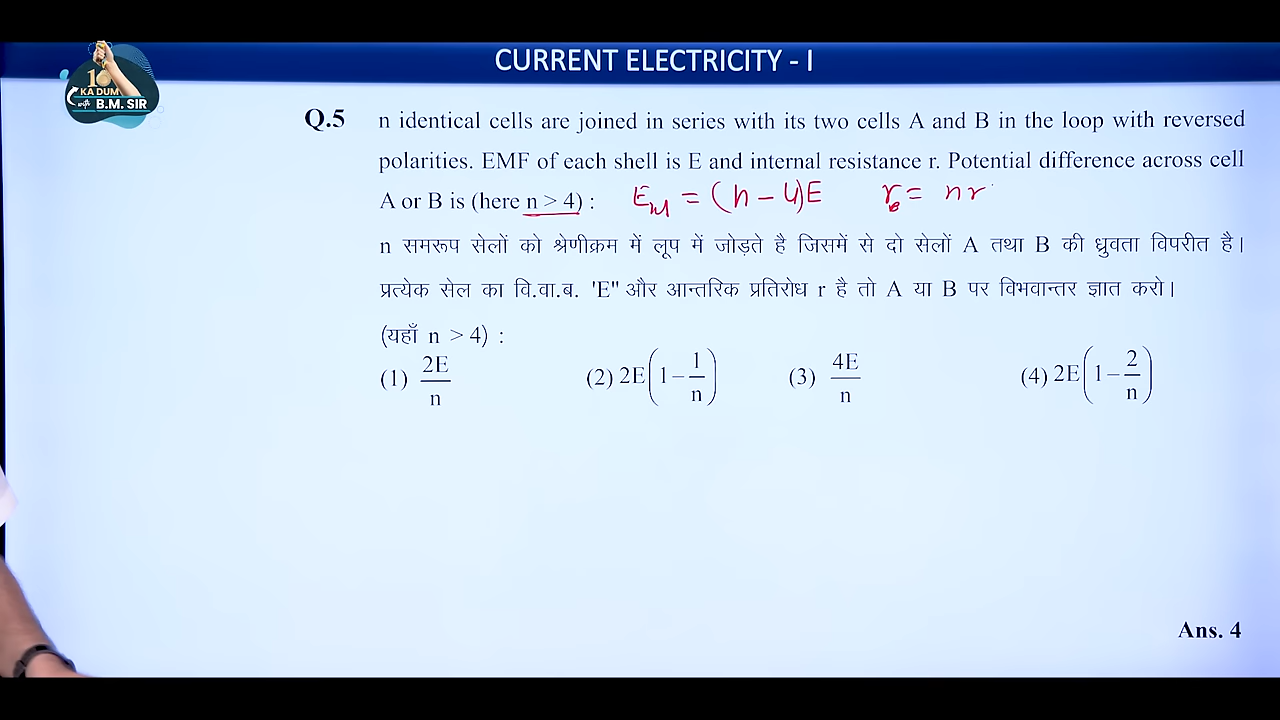 CURRENT ELECTRICITY - I
10
KA DUM
with B.M. SIR
Q.5 n identical cells are joined in series with its two cells A and B in the loop with reversed
polarities. EMF of each shell is E and internal resistance r. Potential difference across cell
A or B is (here n > 4) : E = (n - 4)E r = nr
n समरूप सेलों को श्रेणीक्रम में लूप में जोड़ते है जिसमें से दो सेलों A तथा B की ध्रुवता विपरीत है।
प्रत्येक सेल का वि.वा.ब. 'E" और आन्तरिक प्रतिरोध r है तो A या B पर विभवान्तर ज्ञात करो।
(यहाँ n > 4) :
(1) 2E/n (2) 2E(1-1/n) (3) 4E/n (4) 2E(1-2/n)
Ans. 4